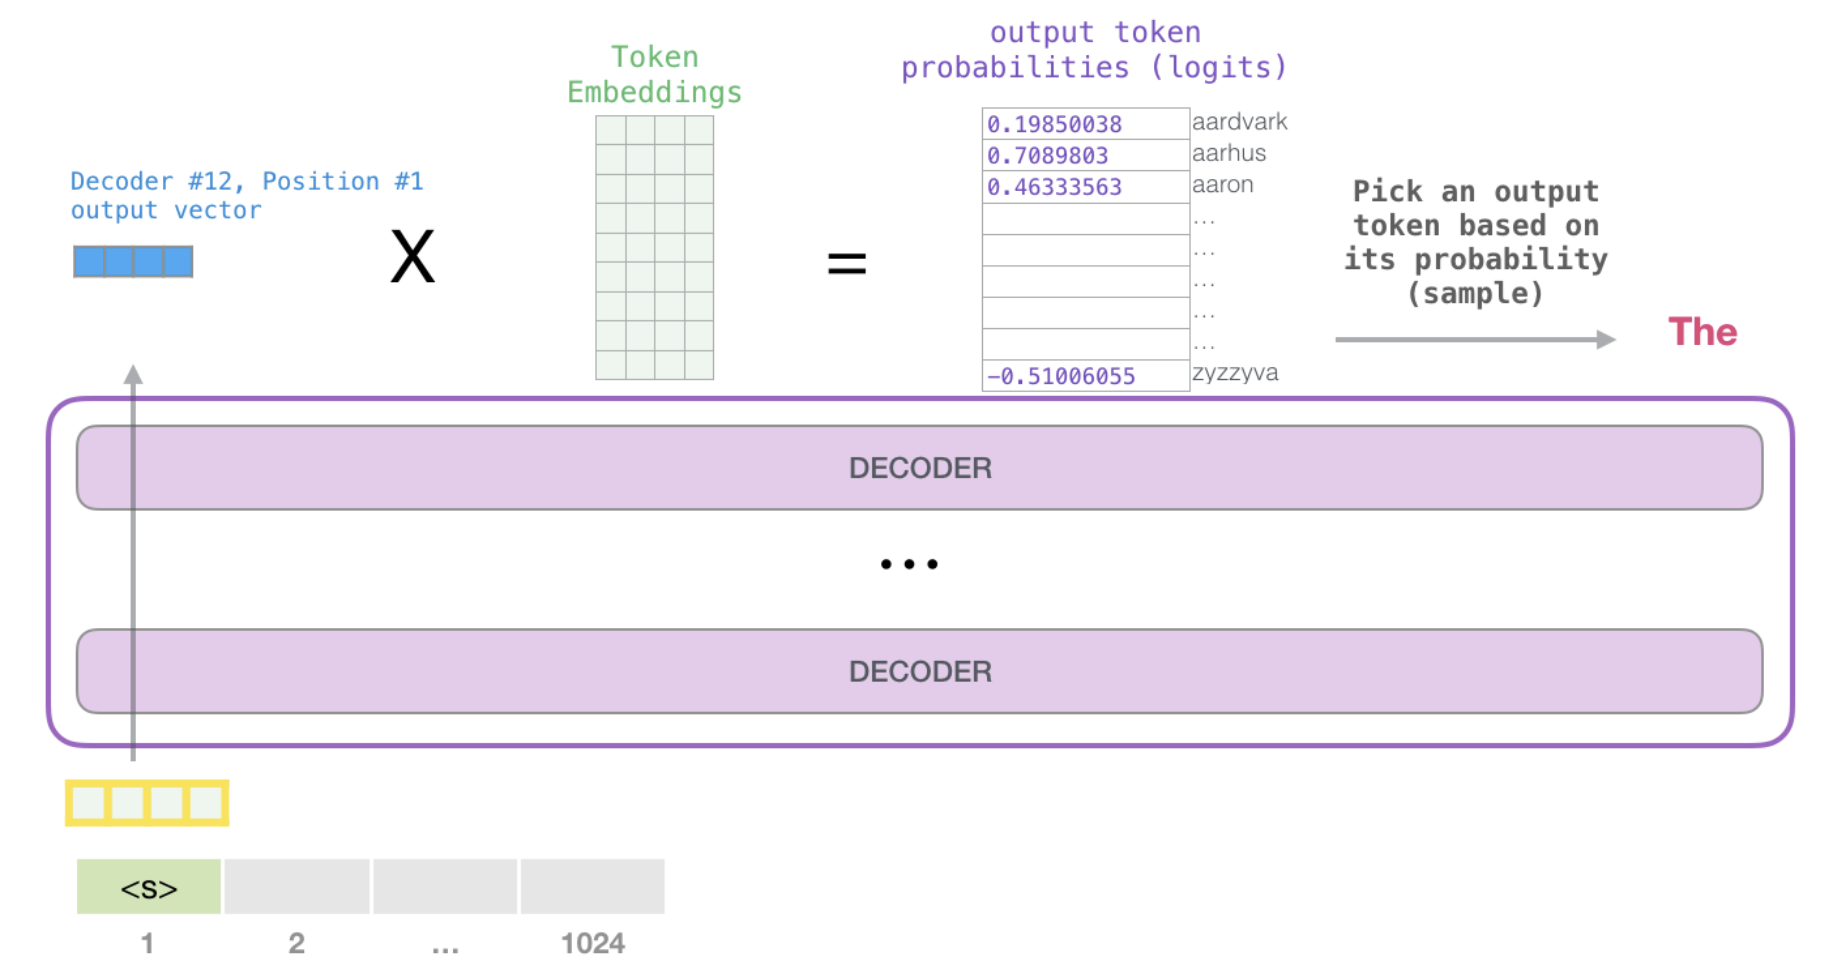 output token
probabilities (logits)
Token
Embeddings
Decoder #12, Position #1
output vector
X
=
0.19850038 aardvark
0.7089803 aarhus
0.46333563 aaron
...
...
...
...
...
-0.51006055 zyzzyva
Pick an output
token based on
its probability
(sample)
The
DECODER
...
DECODER
<s>
1 2 ... 1024